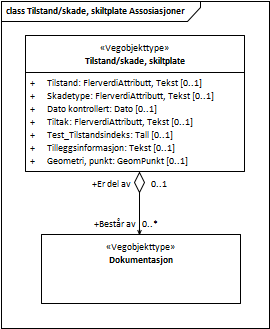 class Tilstand/skade, skiltplate Assosiasjoner
«Vegobjekttype»
Tilstand/skade, skiltplate
+ Tilstand: FlerverdiAttributt, Tekst [0..1]
+ Skadetype: FlerverdiAttributt, Tekst [0..1]
+ Dato kontrollert: Dato [0..1]
+ Tiltak: FlerverdiAttributt, Tekst [0..1]
+ Test_Tilstandsindeks: Tall [0..1]
+ Tilleggsinformasjon: Tekst [0..1]
+ Geometri, punkt: GeomPunkt [0..1]
+Er del av 0..1
+Består av 0..*
«Vegobjekttype»
Dokumentasjon